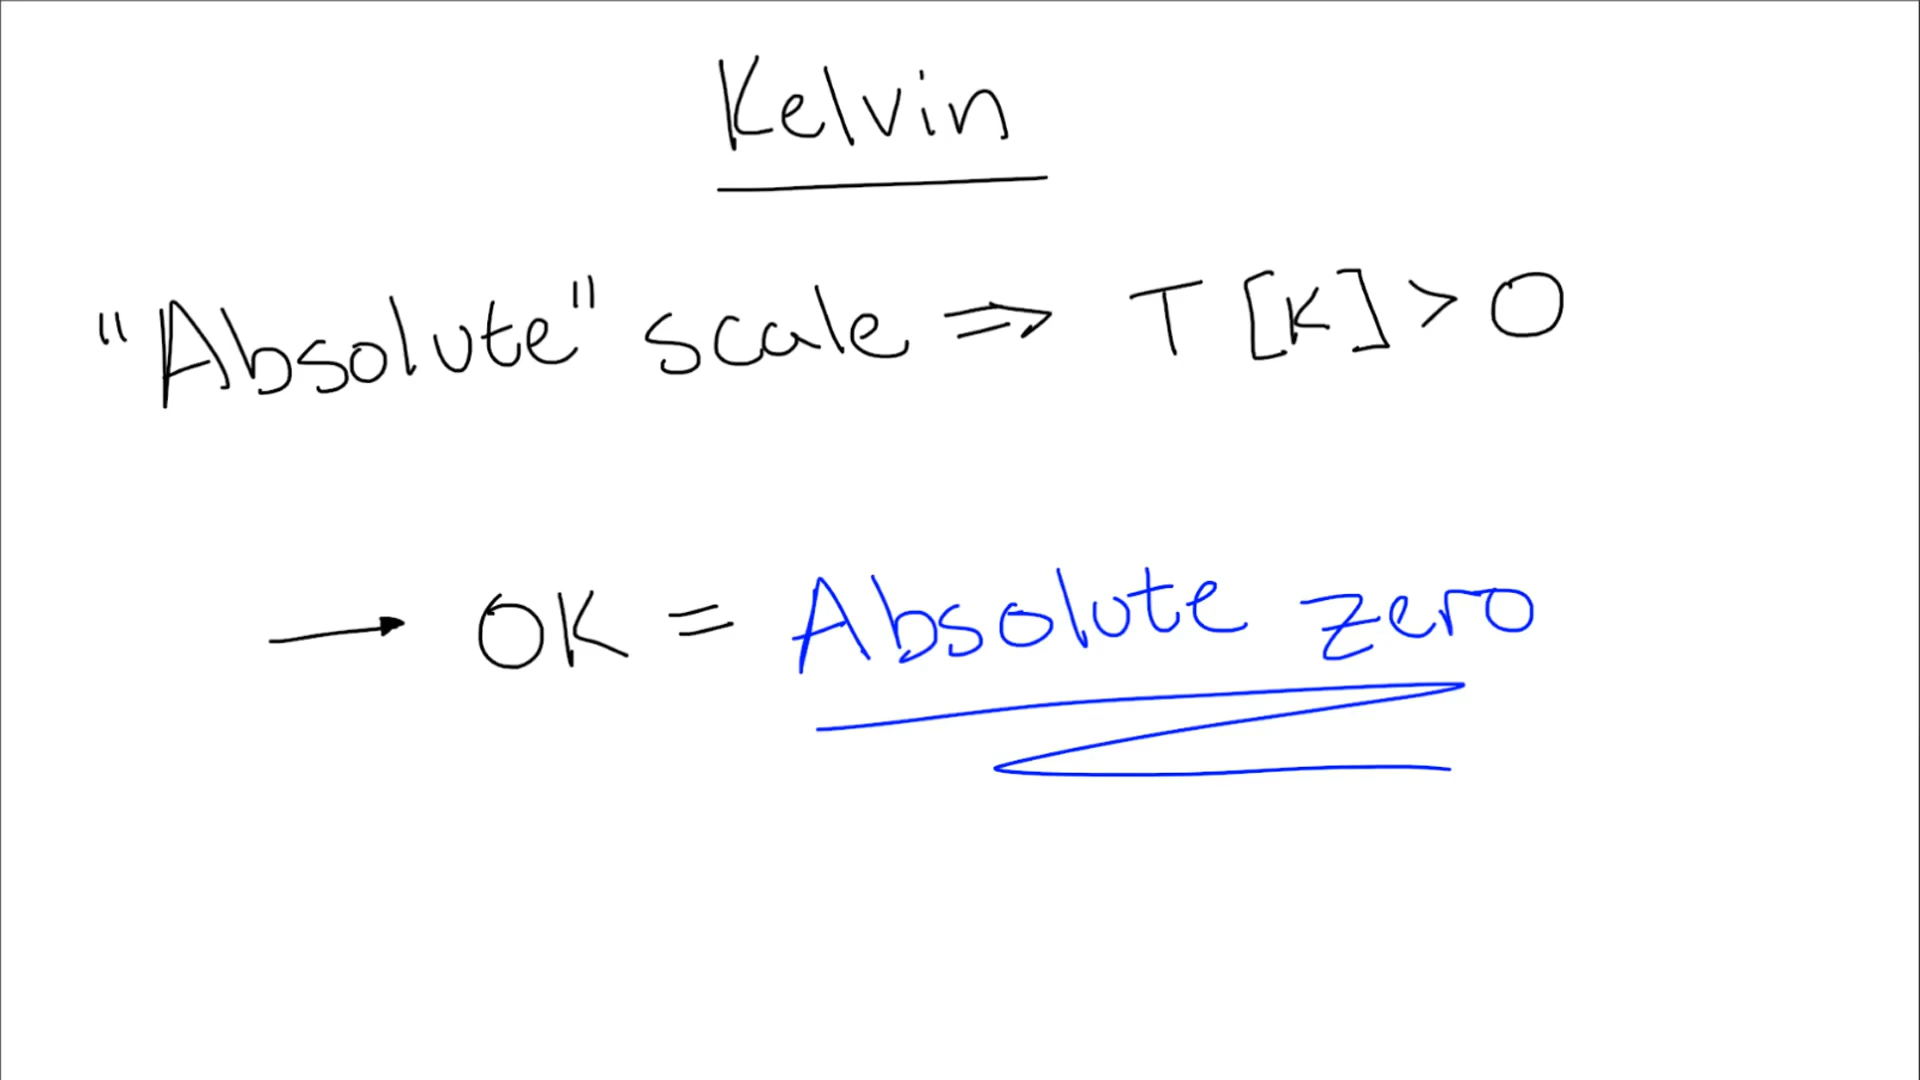 Kelvin
"Absolute" scale ⇒ T [K] > 0
→ 0K = Absolute zero